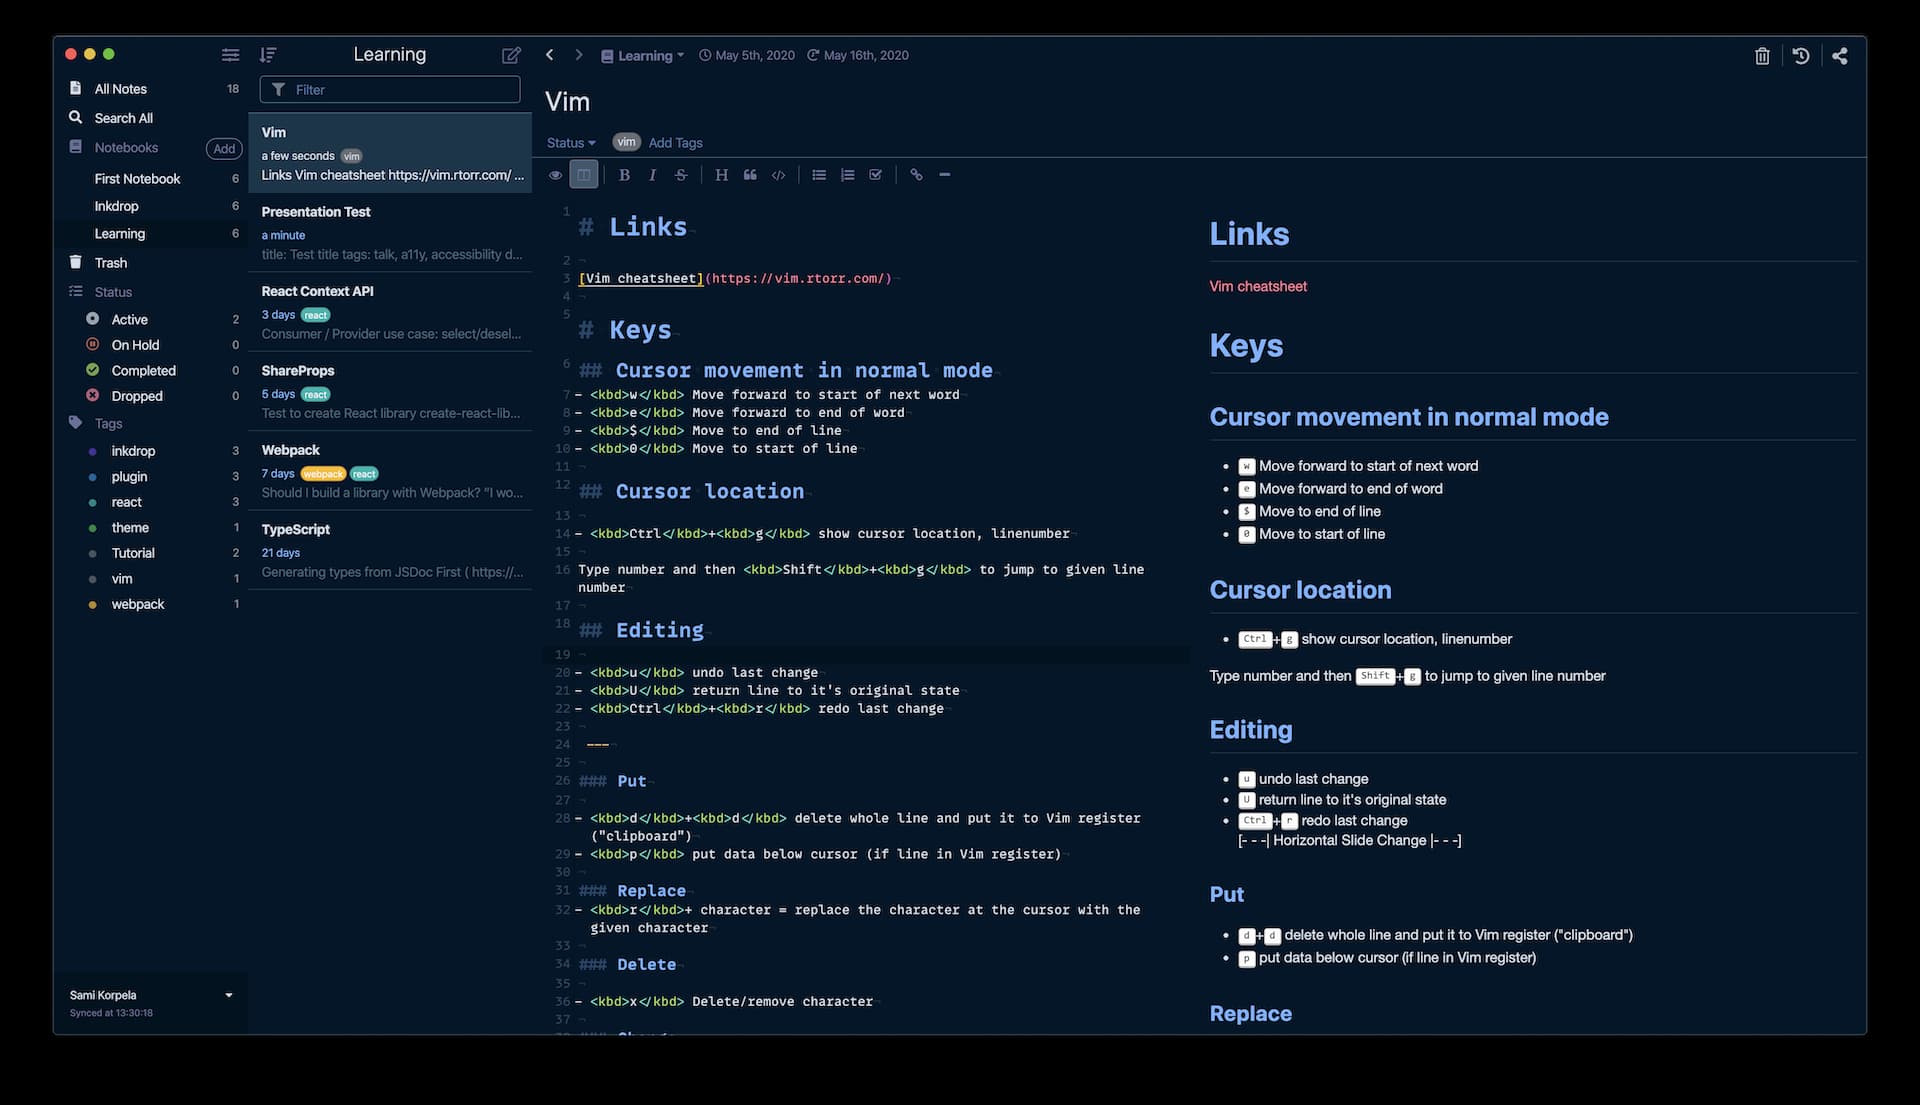 All Notes 18
Search All
Notebooks Add
First Notebook 6
Inkdrop 6
Learning 6
Trash
Status
Active 2
On Hold 0
Completed 0
Dropped 0
Tags
inkdrop 3
plugin 3
react 3
theme 1
Tutorial 2
vim 1
webpack 1
Sami Korpela
Synced at 13:30:18
Learning
Filter
Vim
a few seconds vim
Links Vim cheatsheet https://vim.rtorr.com/ ...
Presentation Test
a minute
title: Test title tags: talk, a11y, accessibility d...
React Context API
3 days react
Consumer / Provider use case: select/desel...
ShareProps
6 days react
Test to create React library create-react-lib...
Webpack
7 days webpack react
Should I build a library with Webpack? “I wo...
TypeScript
21 days
Generating types from JSDoc First ( https://...
Learning May 5th, 2020 May 16th, 2020
Vim
Status vim Add Tags
B I S H
1 # Links¬
2 ¬
3 [Vim cheatsheet](https://vim.rtorr.com/)¬
4 ¬
5 # Keys¬
6 ## Cursor movement in normal mode¬
7 - <kbd>w</kbd> Move forward to start of next word¬
8 - <kbd>e</kbd> Move forward to end of word¬
9 - <kbd>$</kbd> Move to end of line¬
10 - <kbd>0</kbd> Move to start of line¬
11 ¬
12 ## Cursor location¬
13 ¬
14 - <kbd>Ctrl</kbd>+<kbd>g</kbd> show cursor location, linenumber¬
15 ¬
16 Type number and then <kbd>Shift</kbd>+<kbd>g</kbd> to jump to given line
number¬
17 ¬
18 ## Editing¬
19 ¬
20 - <kbd>u</kbd> undo last change¬
21 - <kbd>U</kbd> return line to it's original state¬
22 - <kbd>Ctrl</kbd>+<kbd>r</kbd> redo last change¬
23 ¬
24 ---¬
25 ¬
26 ### Put¬
27 ¬
28 - <kbd>d</kbd>+<kbd>d</kbd> delete whole line and put it to Vim register
("clipboard")¬
29 - <kbd>p</kbd> put data below cursor (if line in Vim register)¬
30 ¬
31 ### Replace¬
32 - <kbd>r</kbd>+ character = replace the character at the cursor with the
given character¬
33 ¬
34 ### Delete¬
35 ¬
36 - <kbd>x</kbd> Delete/remove character¬
37 ¬
Links
Vim cheatsheet
Keys
Cursor movement in normal mode
• w Move forward to start of next word
• e Move forward to end of word
• $ Move to end of line
• 0 Move to start of line
Cursor location
• Ctrl+g show cursor location, linenumber
Type number and then Shift+g to jump to given line number
Editing
• u undo last change
• U return line to it's original state
• Ctrl+r redo last change
[- - -| Horizontal Slide Change |- - -]
Put
• d+d delete whole line and put it to Vim register ("clipboard")
• p put data below cursor (if line in Vim register)
Replace